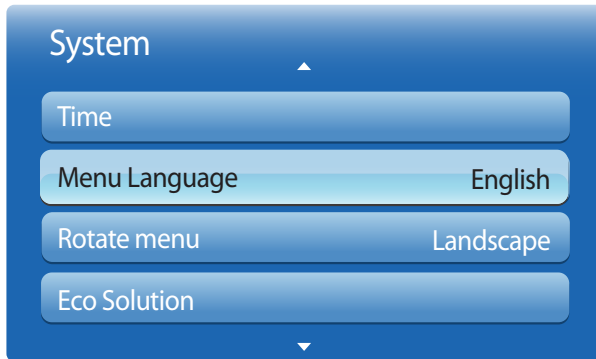 System
Time
Menu Language English
Rotate menu Landscape
Eco Solution